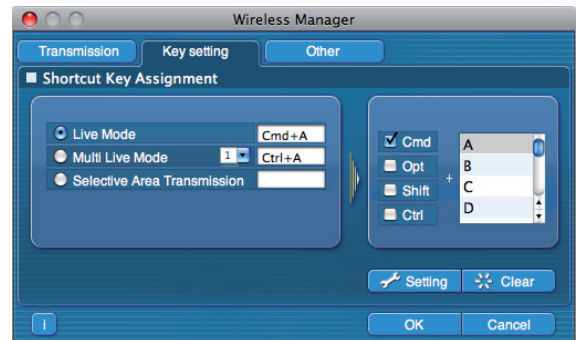 Wireless Manager
Transmission Key setting Other
Shortcut Key Assignment
Live Mode Cmd+A
Multi Live Mode 1 Ctrl+A
Selective Area Transmission
Cmd
Opt
Shift
Ctrl
+
A
B
C
D
Setting Clear
i OK Cancel